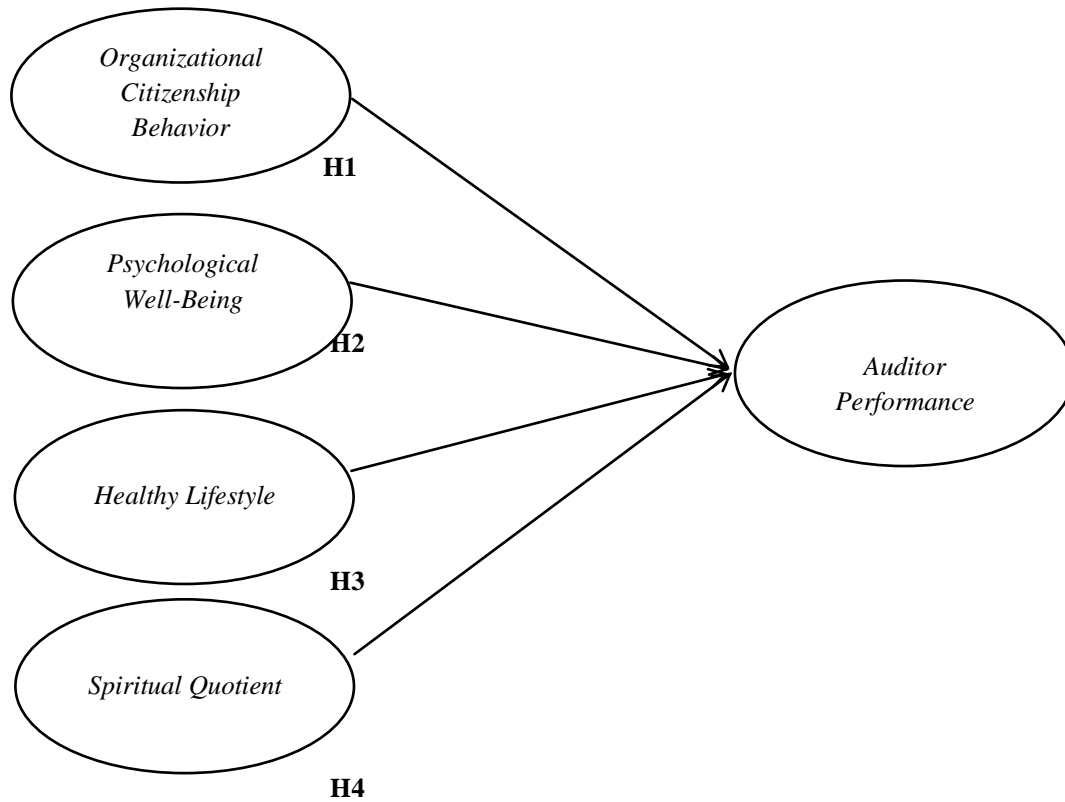 Organizational
Citizenship
Behavior
H1
Psychological
Well-Being
H2
Healthy Lifestyle
H3
Spiritual Quotient
H4
Auditor
Performance